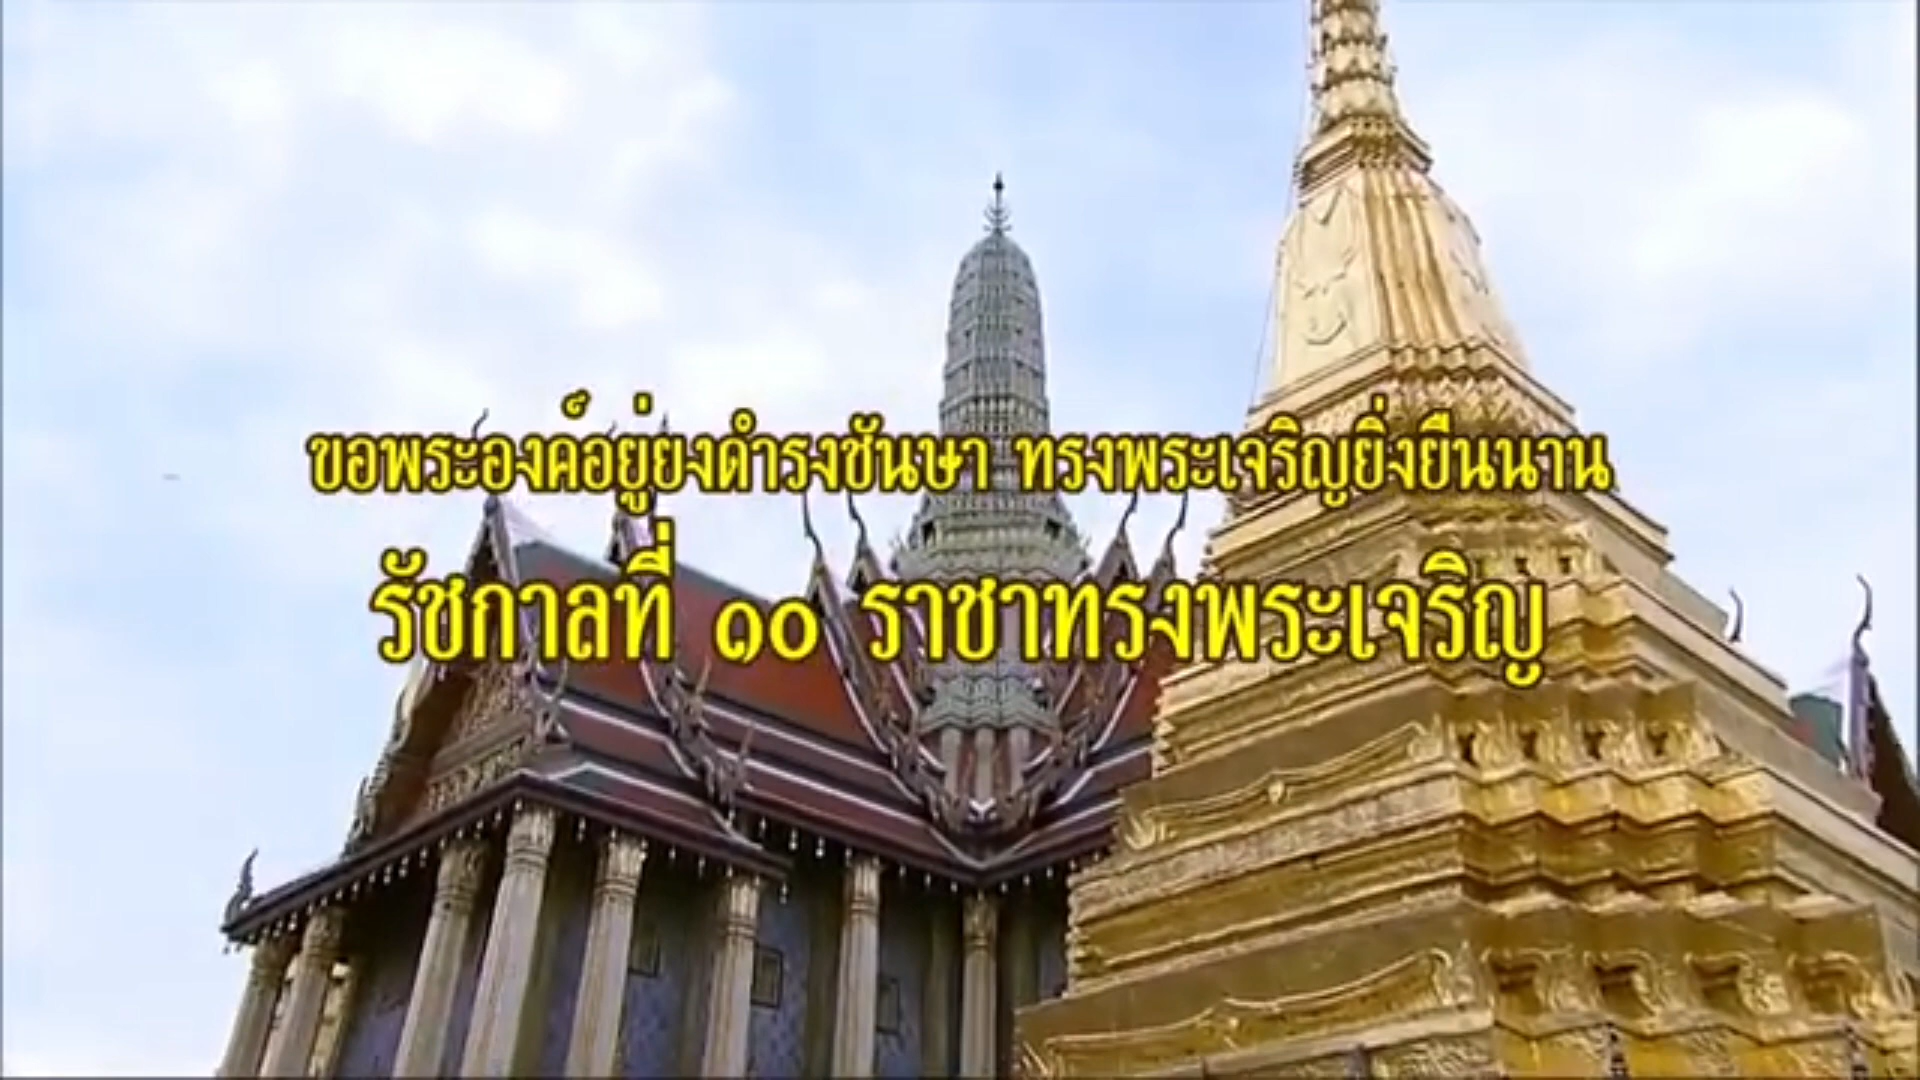 ขอพระองค์อยู่ยงดำรงชันษา ทรงพระเจริญยิ่งยืนนาน
รัชกาลที่ ๑๐ ราชาทรงพระเจริญ